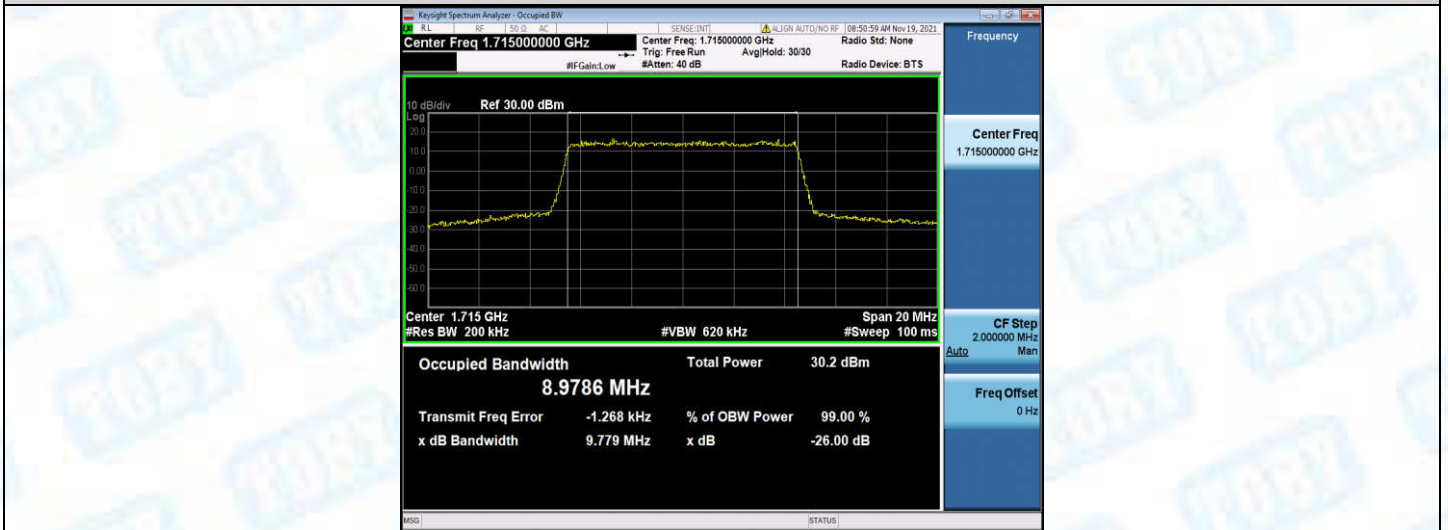 Keysight Spectrum Analyzer - Occupied BW
RL RF 50 Ω AC SENSE:INT ALIGN AUTO/NO RF 08:50:59 AM Nov 19, 2021
Center Freq 1.715000000 GHz
Center Freq: 1.715000000 GHz Radio Std: None
Trig: Free Run Avg|Hold: 30/30
#IFGain:Low #Atten: 40 dB Radio Device: BTS
Frequency
10 dB/div Ref 30.00 dBm
Log
20.0
10.0
0.00
-10.0
-20.0
-30.0
-40.0
-50.0
-60.0
Center 1.715 GHz Span 20 MHz
#Res BW 200 kHz #VBW 620 kHz #Sweep 100 ms
Center Freq
1.715000000 GHz
CF Step
2.000000 MHz
Auto Man
Freq Offset
0 Hz
Occupied Bandwidth Total Power 30.2 dBm
8.9786 MHz
Transmit Freq Error -1.268 kHz % of OBW Power 99.00 %
x dB Bandwidth 9.779 MHz x dB -26.00 dB
MSG STATUS